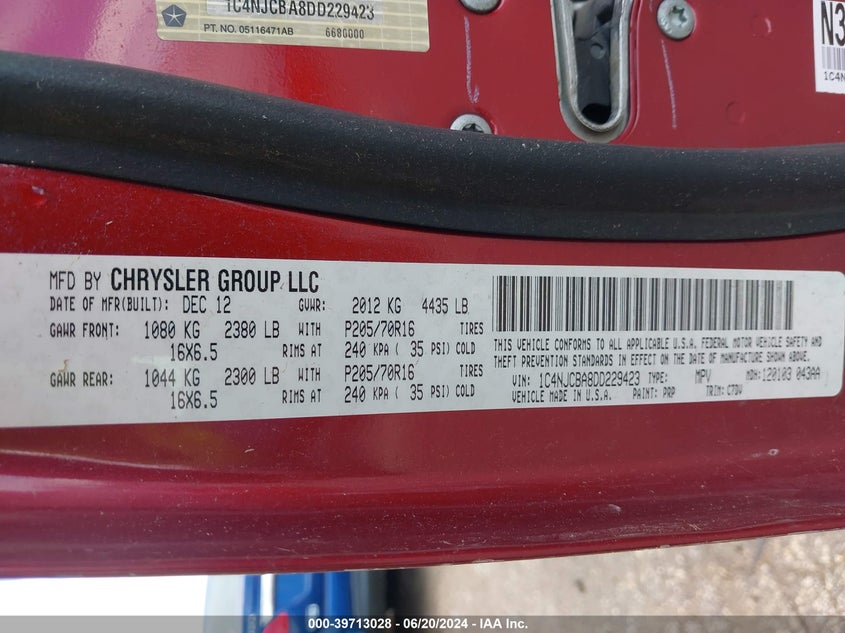 1C4NJCBA8DD229423
PT. NO. 05116471AB 6680000
N3
1C4N
MFD BY CHRYSLER GROUP LLC
DATE OF MFR(BUILT): DEC 12 GVWR: 2012 KG 4435 LB
GAWR FRONT: 1080 KG 2380 LB WITH P205/70R16 TIRES
16X6.5 RIMS AT 240 KPA ( 35 PSI) COLD
GAWR REAR: 1044 KG 2300 LB WITH P205/70R16 TIRES
16X6.5 RIMS AT 240 KPA ( 35 PSI) COLD
THIS VEHICLE CONFORMS TO ALL APPLICABLE U.S.A. FEDERAL MOTOR VEHICLE SAFETY AND
THEFT PREVENTION STANDARDS IN EFFECT ON THE DATE OF MANUFACTURE SHOWN ABOVE.
VIN: 1C4NJCBA8DD229423 TYPE: MPV MDH: 120103 043AA
VEHICLE MADE IN U.S.A. PAINT: PRP TRIM: C7DV
000-39713028 - 06/20/2024 - IAA Inc.